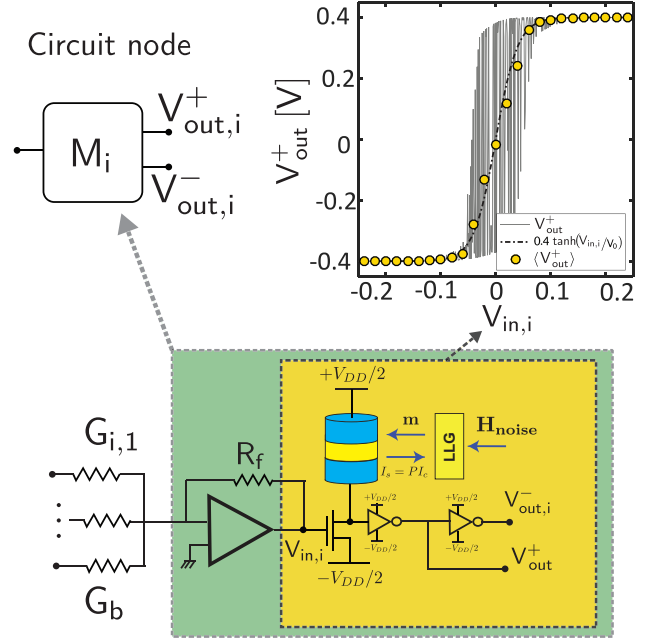 Circuit node
M_i
V^+_out,i
V^-_out,i
V^+_out [V]
0.4
0.2
0
-0.2
-0.4
-0.2
-0.1
0
0.1
0.2
V_in,i
V^+_out
0.4 tanh(V_in,i/V_0)
⟨V^+_out⟩
+V_DD/2
m
H_noise
LLG
I_s = PI_c
G_i,1
R_f
G_b
V_in,i
-V_DD/2
+V_DD/2
-V_DD/2
+V_DD/2
-V_DD/2
V^-_out,i
V^+_out